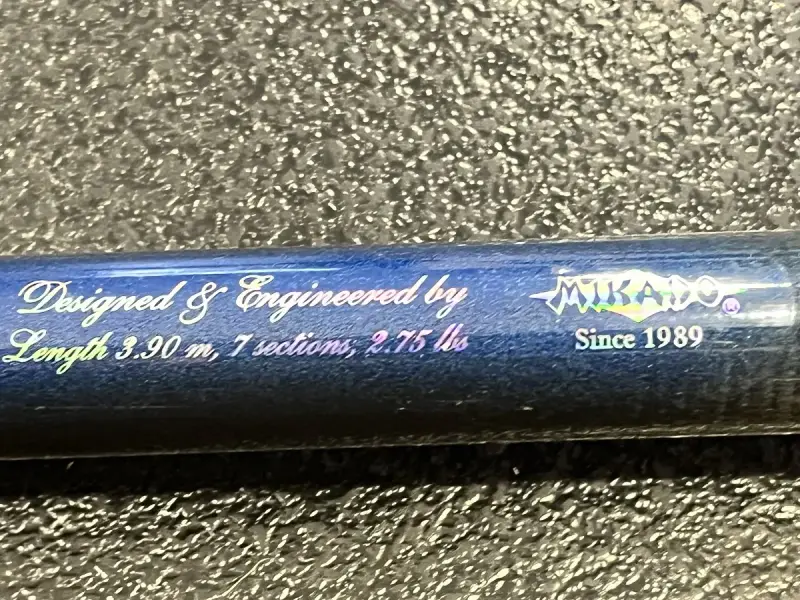 Designed & Engineered by
Length 3.90 m, 7 sections, 2.75 lbs
MIKADO®
Since 1989